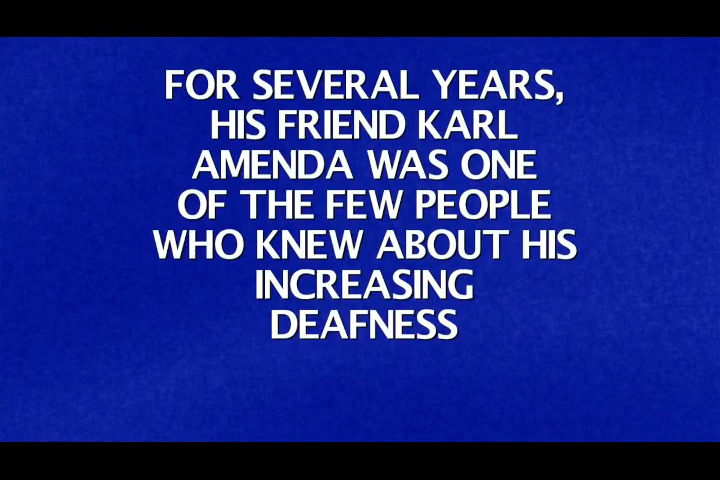 FOR SEVERAL YEARS,
HIS FRIEND KARL
AMENDA WAS ONE
OF THE FEW PEOPLE
WHO KNEW ABOUT HIS
INCREASING
DEAFNESS